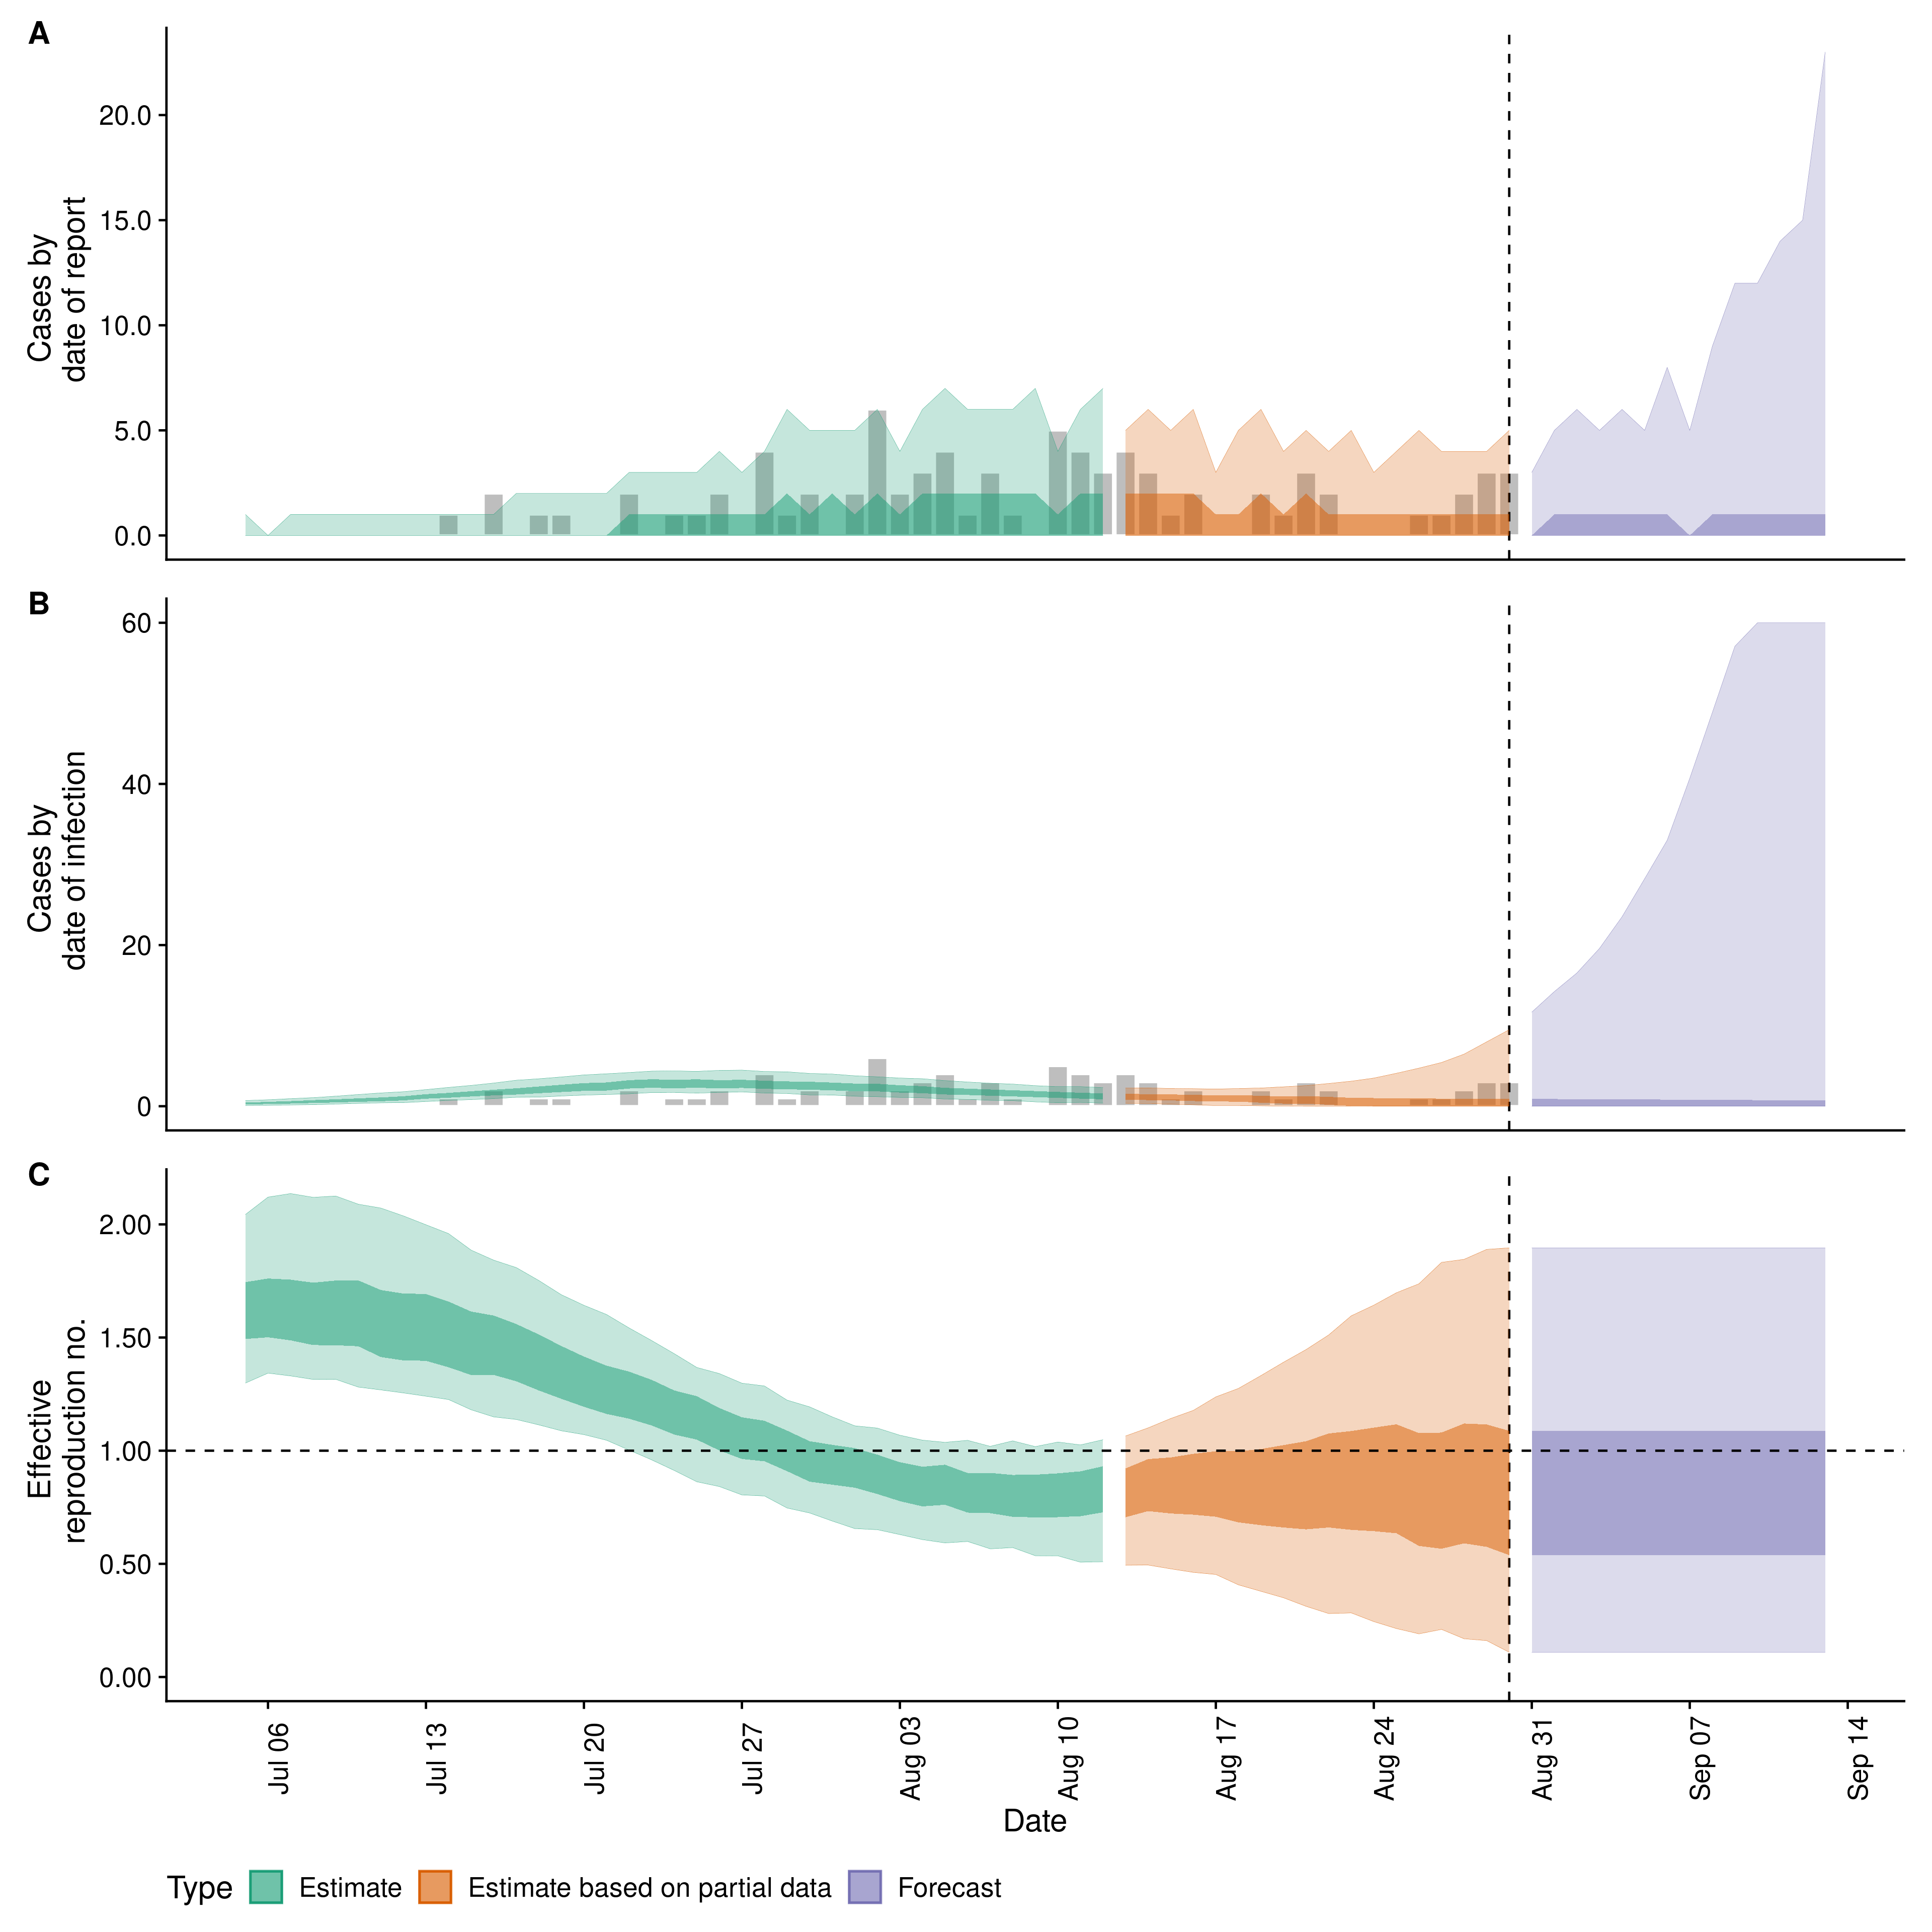 A
20.0
15.0
10.0
5.0
0.0
Cases by
date of report
B
60
40
20
0
Cases by
date of infection
C
2.00
1.50
1.00
0.50
0.00
Effective
reproduction no.
Jul 06
Jul 13
Jul 20
Jul 27
Aug 03
Aug 10
Aug 17
Aug 24
Aug 31
Sep 07
Sep 14
Date
Type Estimate Estimate based on partial data Forecast